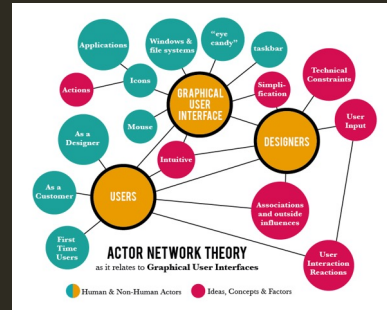 Applications
Windows &
file systems
"eye
candy"
taskbar
Actions
Icons
GRAPHICAL
USER
INTERFACE
Simpli-
fication
Technical
Constraints
Mouse
As a
Designer
DESIGNERS
User
Input
Intuitive
As a
Customer
USERS
Associations
and outside
influences
First
Time
Users
User
Interaction
Reactions
ACTOR NETWORK THEORY
as it relates to Graphical User Interfaces
Human & Non-Human Actors
Ideas, Concepts & Factors